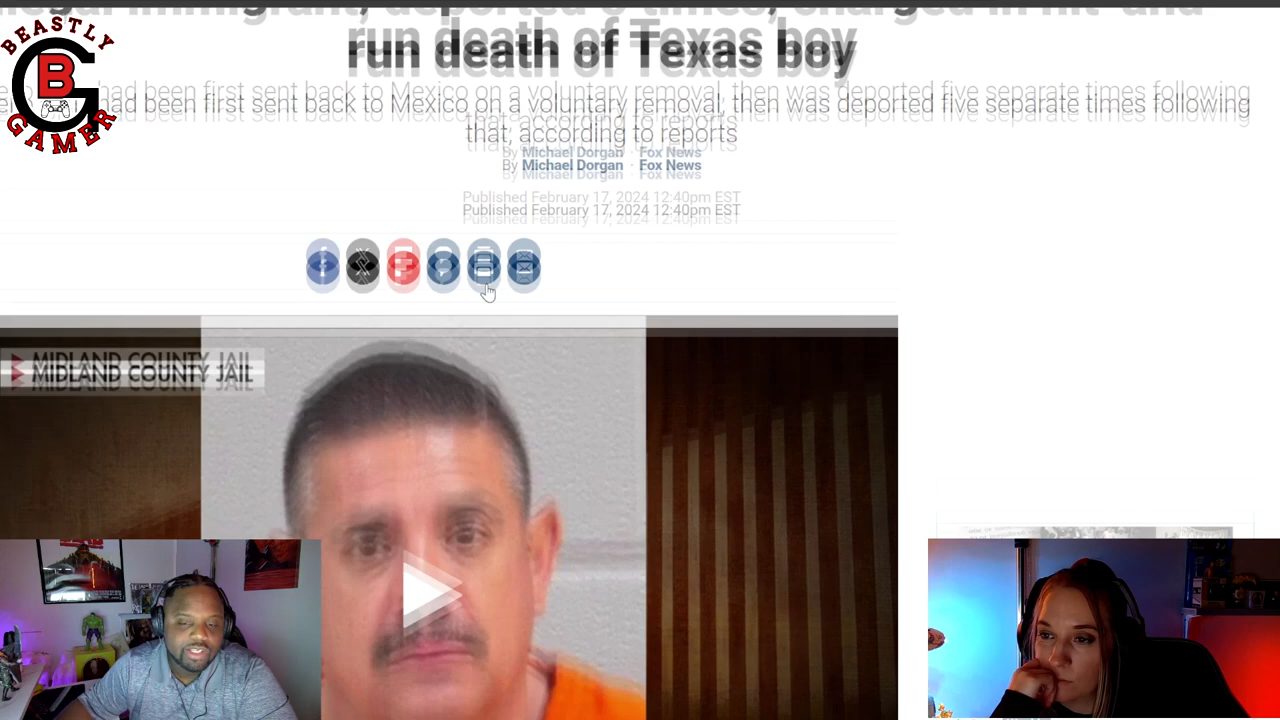 BEASTLY
B
GAMER
run death of Texas boy
had been first sent back to Mexico on a voluntary removal, then was deported five separate times following
that, according to reports
By Michael Dorgan · Fox News
Published February 17, 2024 12:40pm EST
MIDLAND COUNTY JAIL